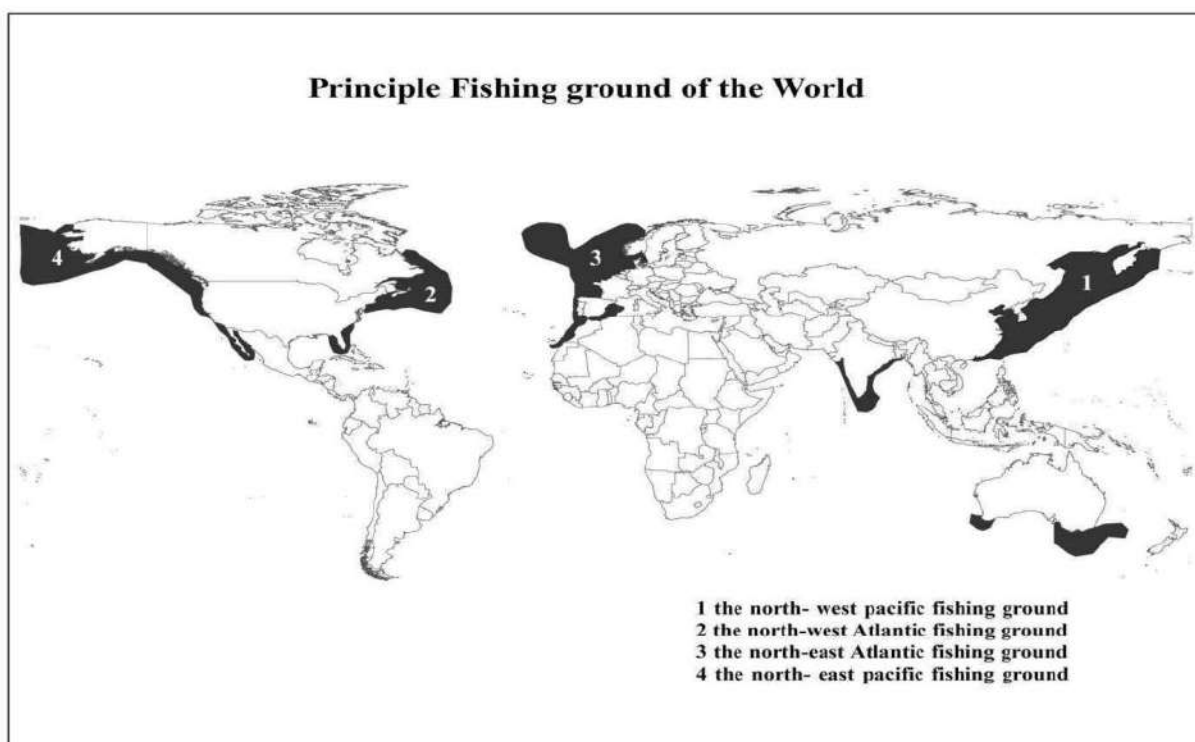 Principle Fishing ground of the World
4
2
3
1
1 the north- west pacific fishing ground
2 the north-west Atlantic fishing ground
3 the north-east Atlantic fishing ground
4 the north- east pacific fishing ground